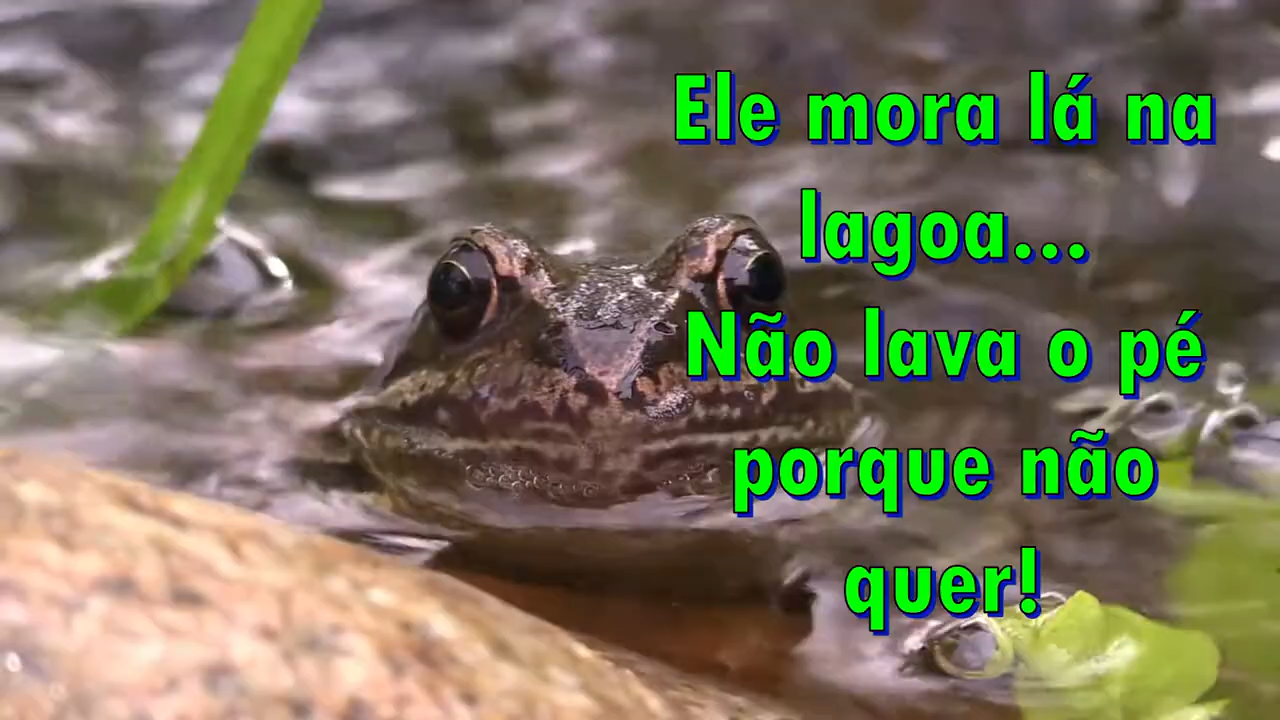 Ele mora lá na
lagoa...
Não lava o pé
porque não
quer!